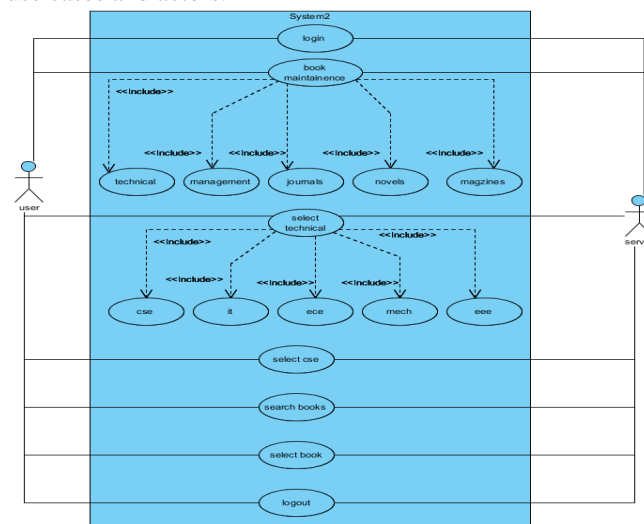 System2
login
book
maintainence
<<Include>>
<<Include>>
<<Include>>
<<Include>>
<<Include>>
technical
management
journals
novels
magzines
user
select
technical
serv
<<Include>>
<<Include>>
<<Include>>
<<Include>>
<<Include>>
cse
it
ece
mech
eee
select cse
search books
select book
logout